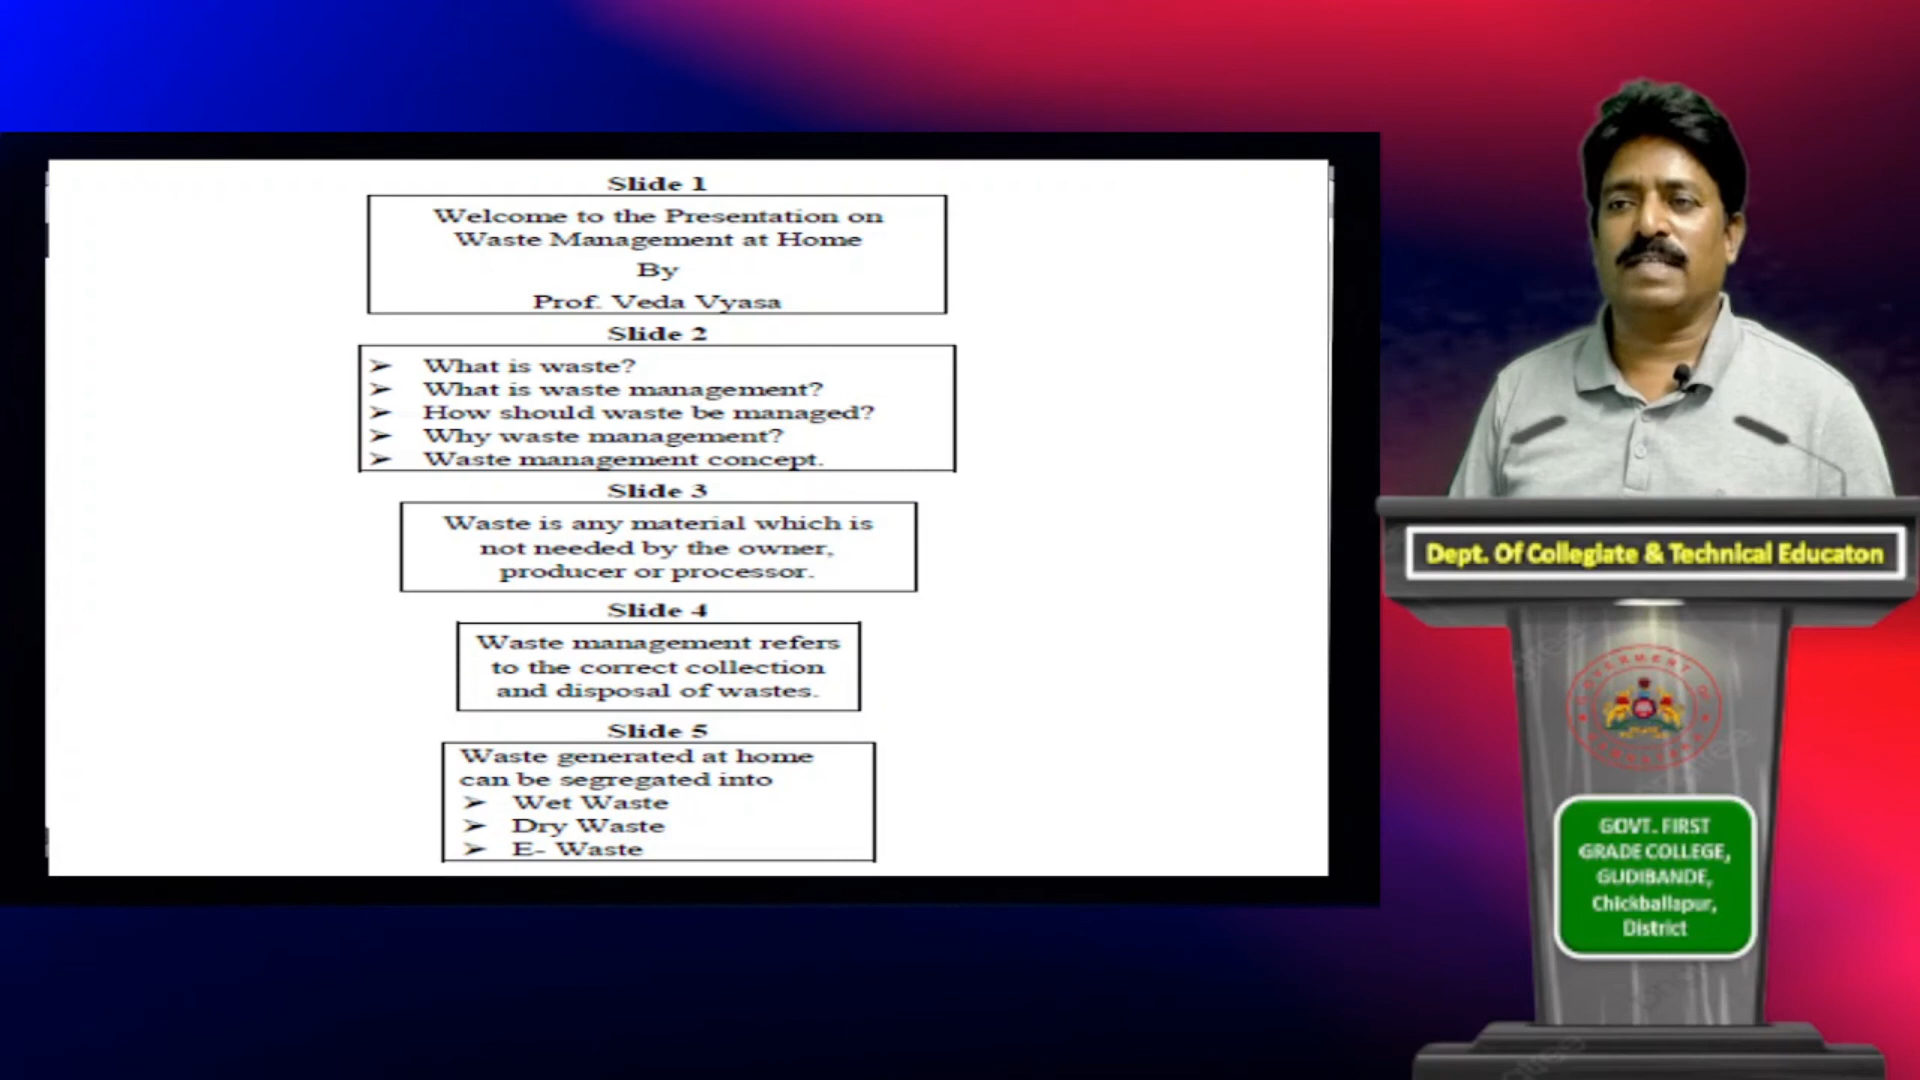 Slide 1
Welcome to the Presentation on
Waste Management at Home
By
Prof. Veda Vyasa
Slide 2
➤ What is waste?
➤ What is waste management?
➤ How should waste be managed?
➤ Why waste management?
➤ Waste management concept.
Slide 3
Waste is any material which is
not needed by the owner,
producer or processor.
Slide 4
Waste management refers
to the correct collection
and disposal of wastes.
Slide 5
Waste generated at home
can be segregated into
➤ Wet Waste
➤ Dry Waste
➤ E- Waste
Dept. Of Collegiate & Technical Educaton
GOVERNMENT OF
KARNATAKA
GOVT. FIRST
GRADE COLLEGE,
GUDIBANDE,
Chickballapur,
District